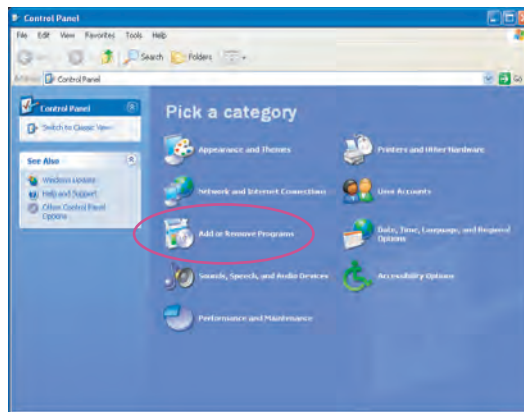 Control Panel
File Edit View Favorites Tools Help
Search Folders
Control Panel
Control Panel
Switch to Classic View
See Also
Windows Update
Help and Support
Other Control Panel
Options
Pick a category
Appearance and Themes
Printers and Other Hardware
Network and Internet Connections
User Accounts
Add or Remove Programs
Date, Time, Language, and Regional
Options
Sounds, Speech, and Audio Devices
Accessibility Options
Performance and Maintenance